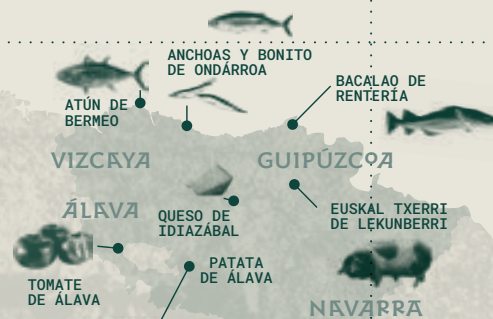 ANCHOAS Y BONITO
DE ONDÁRROA
BACALAO DE
RENTERÍA
ATÚN DE
BERMEO
VIZCAYA
GUIPÚZCOA
ÁLAVA
QUESO DE
IDIAZÁBAL
EUSKAL TXERRI
DE LEKUNBERRI
PATATA
DE ÁLAVA
TOMATE
DE ÁLAVA
NAVARRA